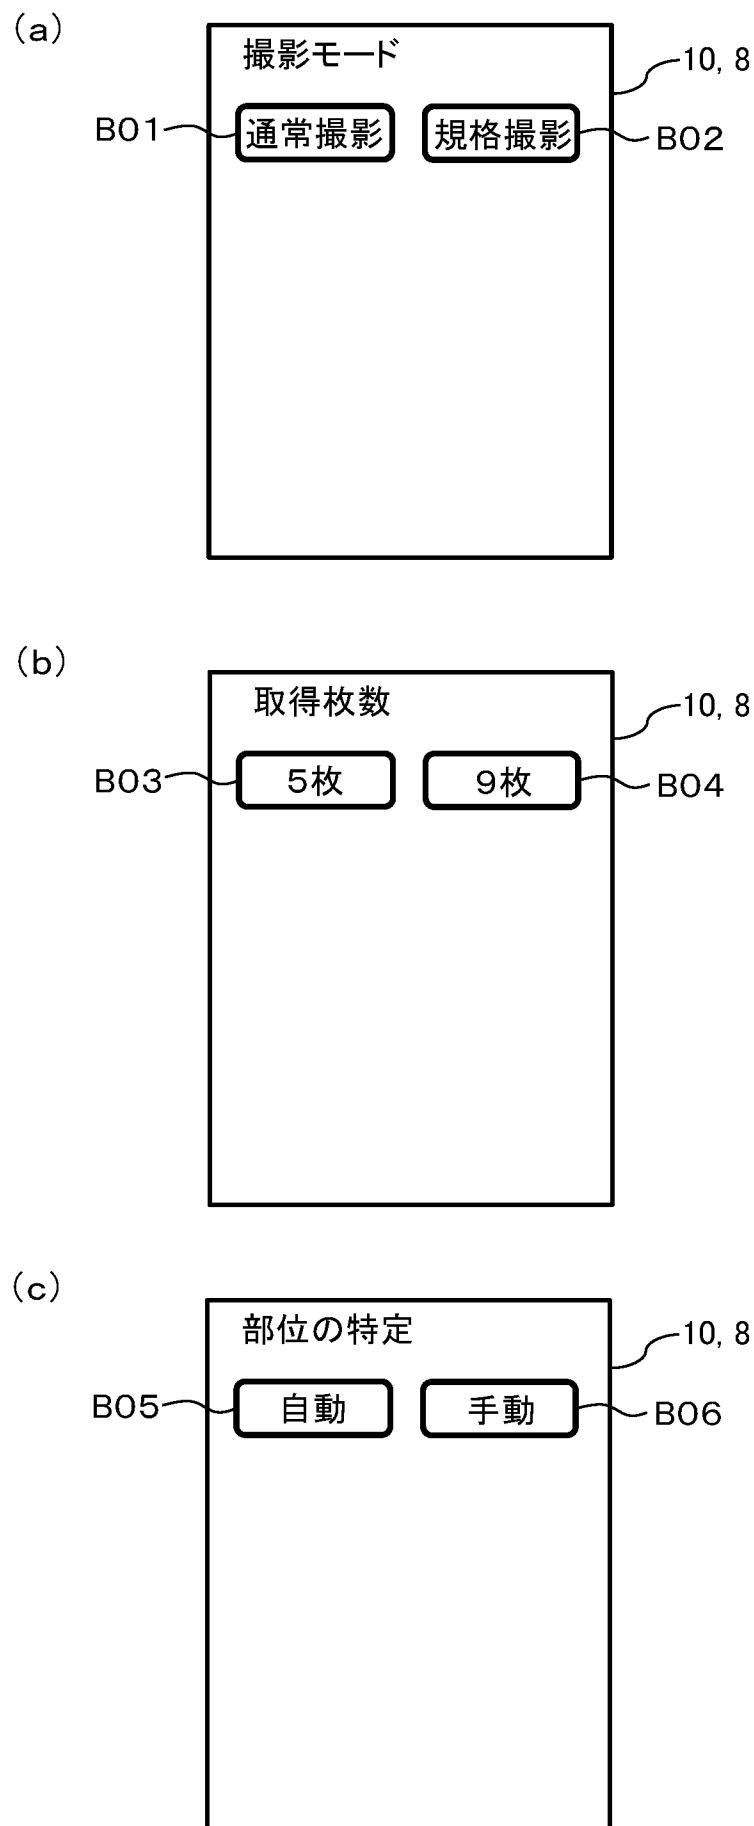 (a)
撮影モード
10, 8
B01 通常撮影 規格撮影 B02
(b)
取得枚数
10, 8
B03 5枚 9枚 B04
(c)
部位の特定
10, 8
B05 自動 手動 B06